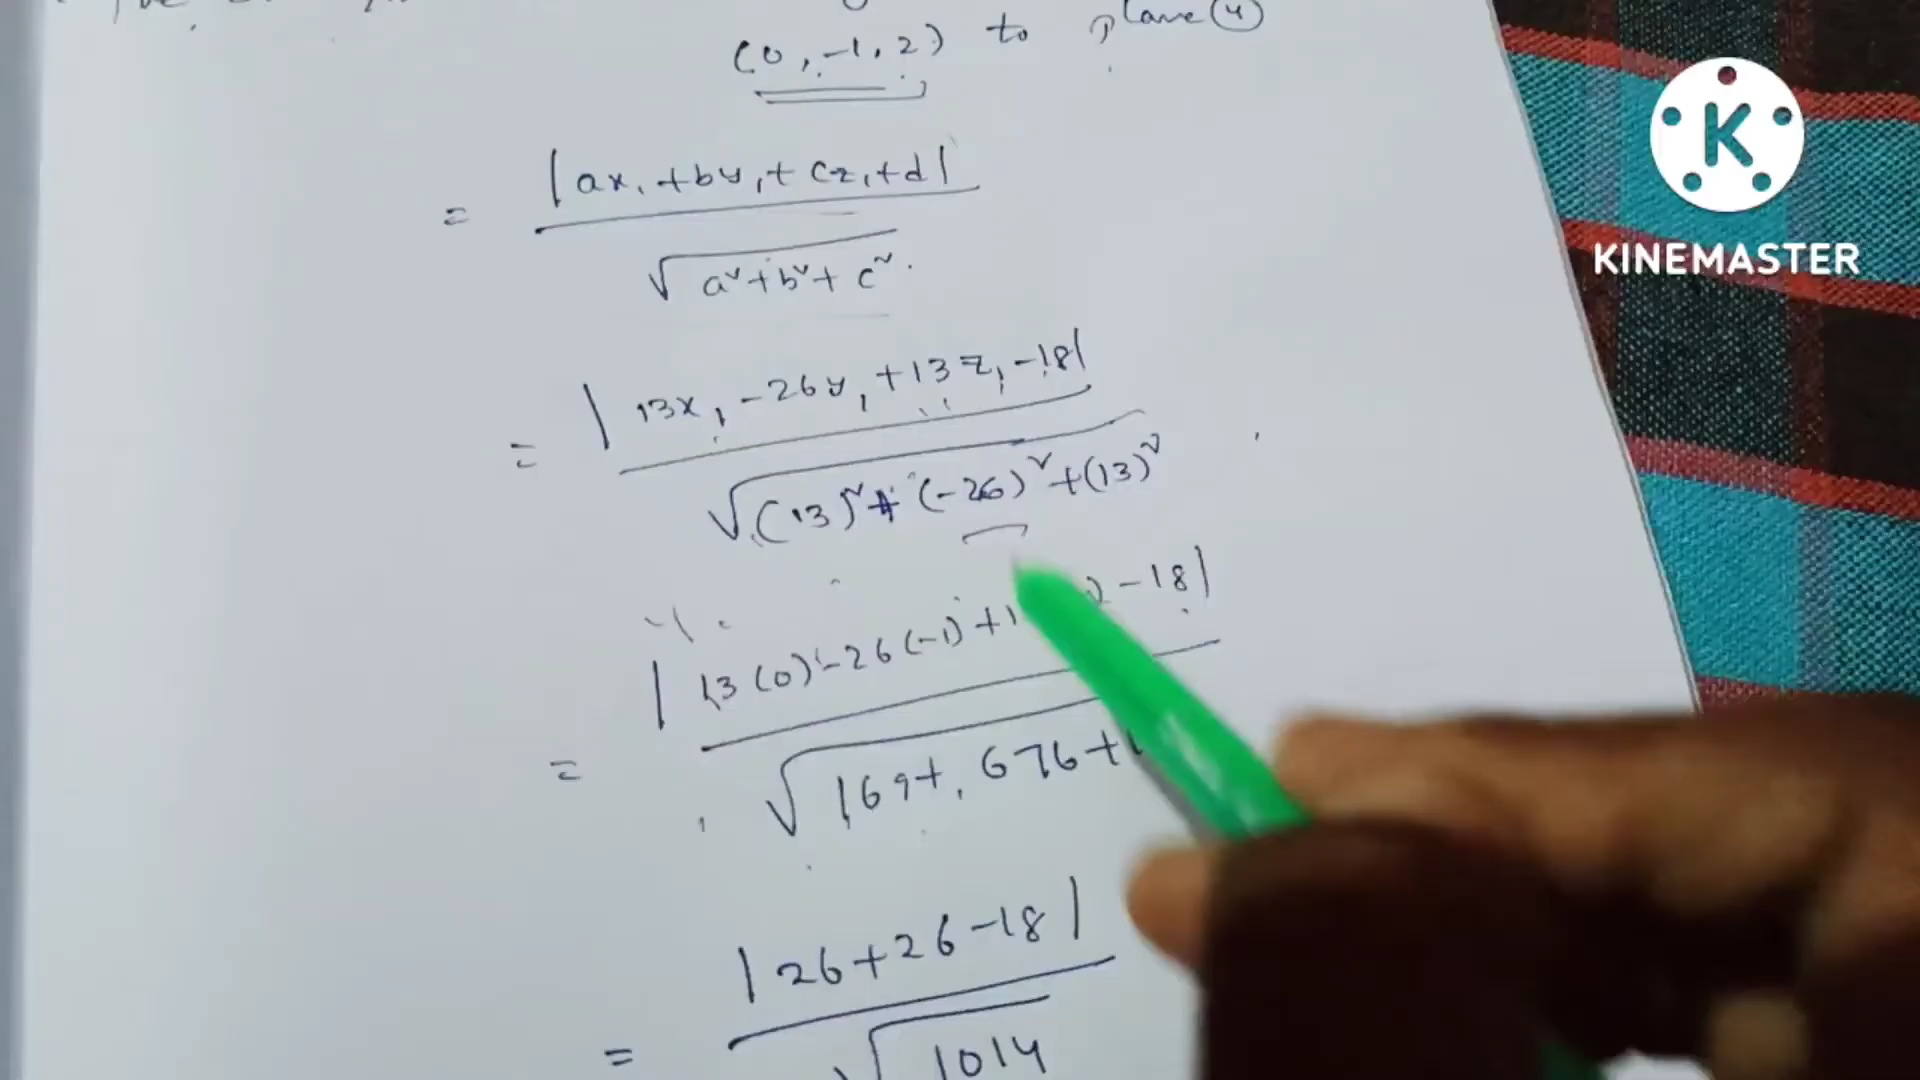 (0, -1, 2) to plane (4)
= |ax₁ + by₁ + cz₁ + d|
√a² + b² + c²
= |13x₁ - 26y₁ + 13z₁ - 18|
√(13)² + (-26)² + (13)²
= |13(0) - 26(-1) + 1 - 18|
√169 + 676 +
= |26 + 26 - 18|
√1014
K
KINEMASTER